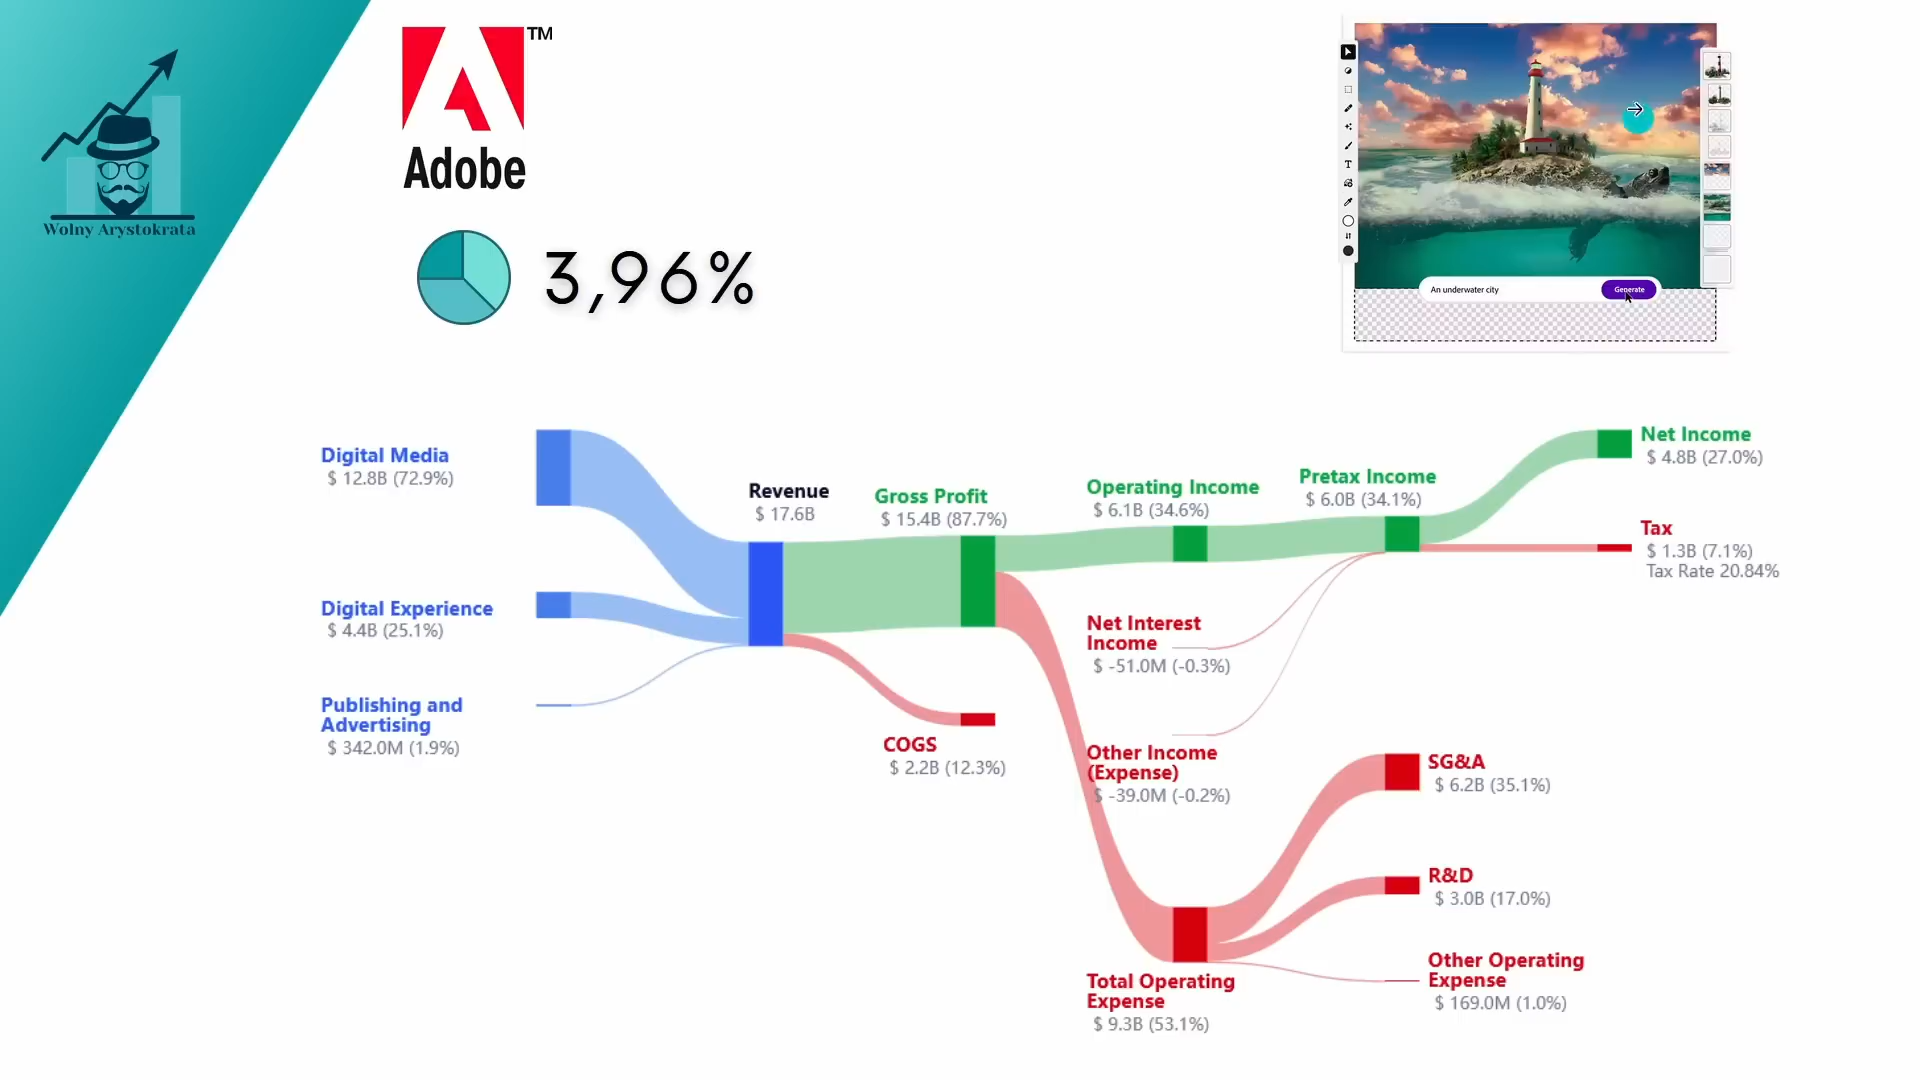 Wolny Arystokrata
TM
Adobe
3,96%
T
An underwater city
Generate
Digital Media
$ 12.8B (72.9%)
Digital Experience
$ 4.4B (25.1%)
Publishing and
Advertising
$ 342.0M (1.9%)
Revenue
$ 17.6B
Gross Profit
$ 15.4B (87.7%)
COGS
$ 2.2B (12.3%)
Operating Income
$ 6.1B (34.6%)
Pretax Income
$ 6.0B (34.1%)
Net Income
$ 4.8B (27.0%)
Tax
$ 1.3B (7.1%)
Tax Rate 20.84%
Net Interest
Income
$ -51.0M (-0.3%)
Other Income
(Expense)
$ -39.0M (-0.2%)
SG&A
$ 6.2B (35.1%)
R&D
$ 3.0B (17.0%)
Other Operating
Expense
$ 169.0M (1.0%)
Total Operating
Expense
$ 9.3B (53.1%)